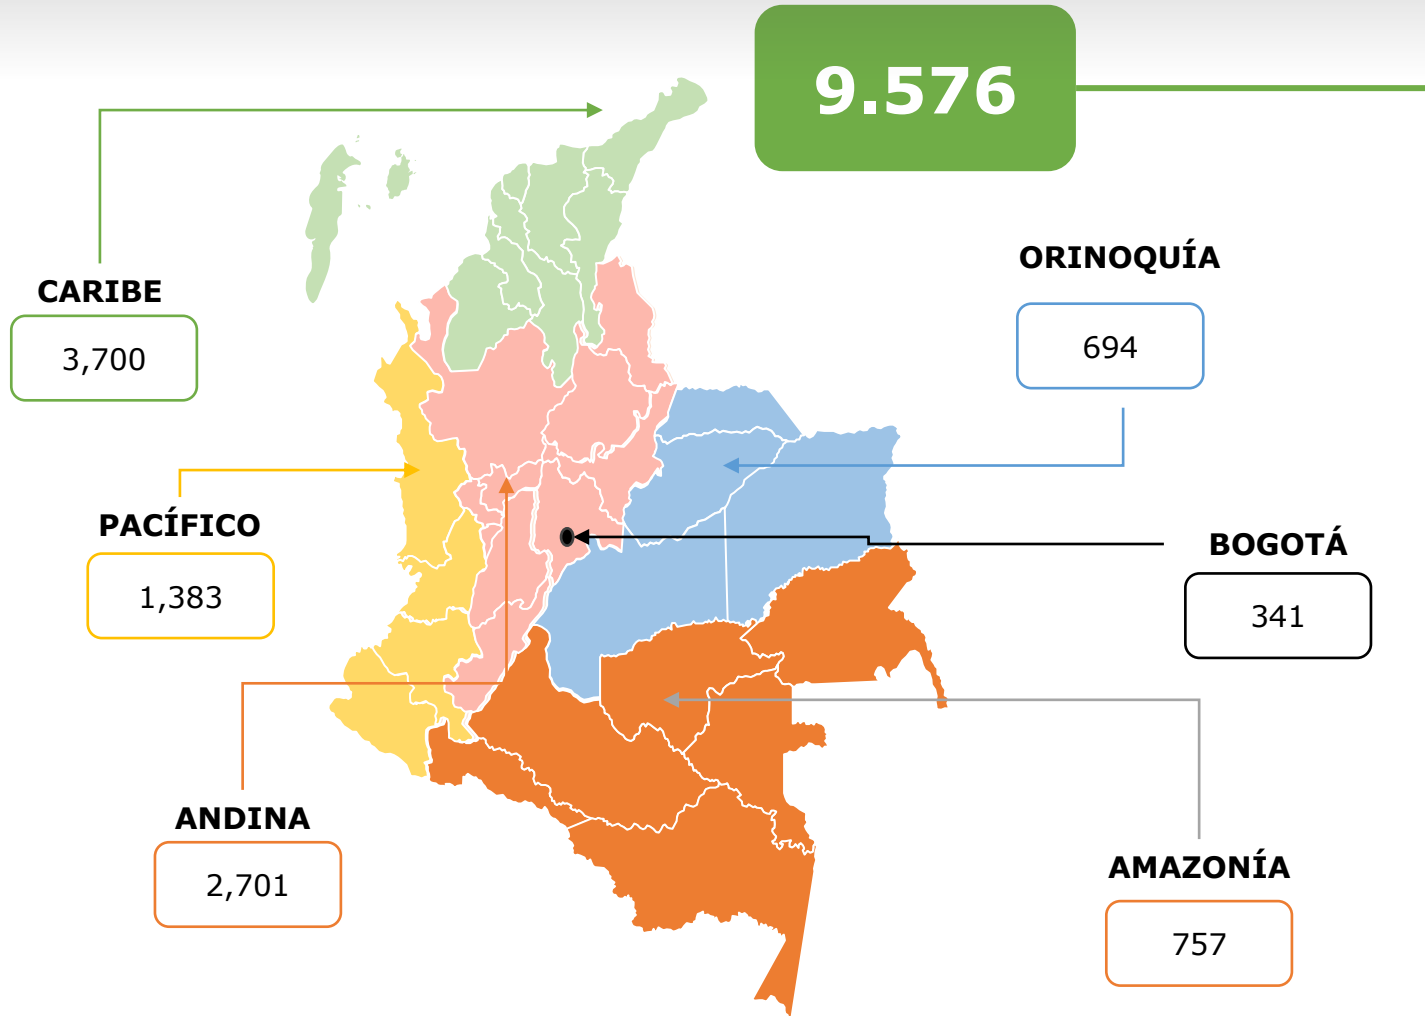 9.576
ORINOQUÍA
694
CARIBE
3,700
PACÍFICO
1,383
BOGOTÁ
341
ANDINA
2,701
AMAZONÍA
757